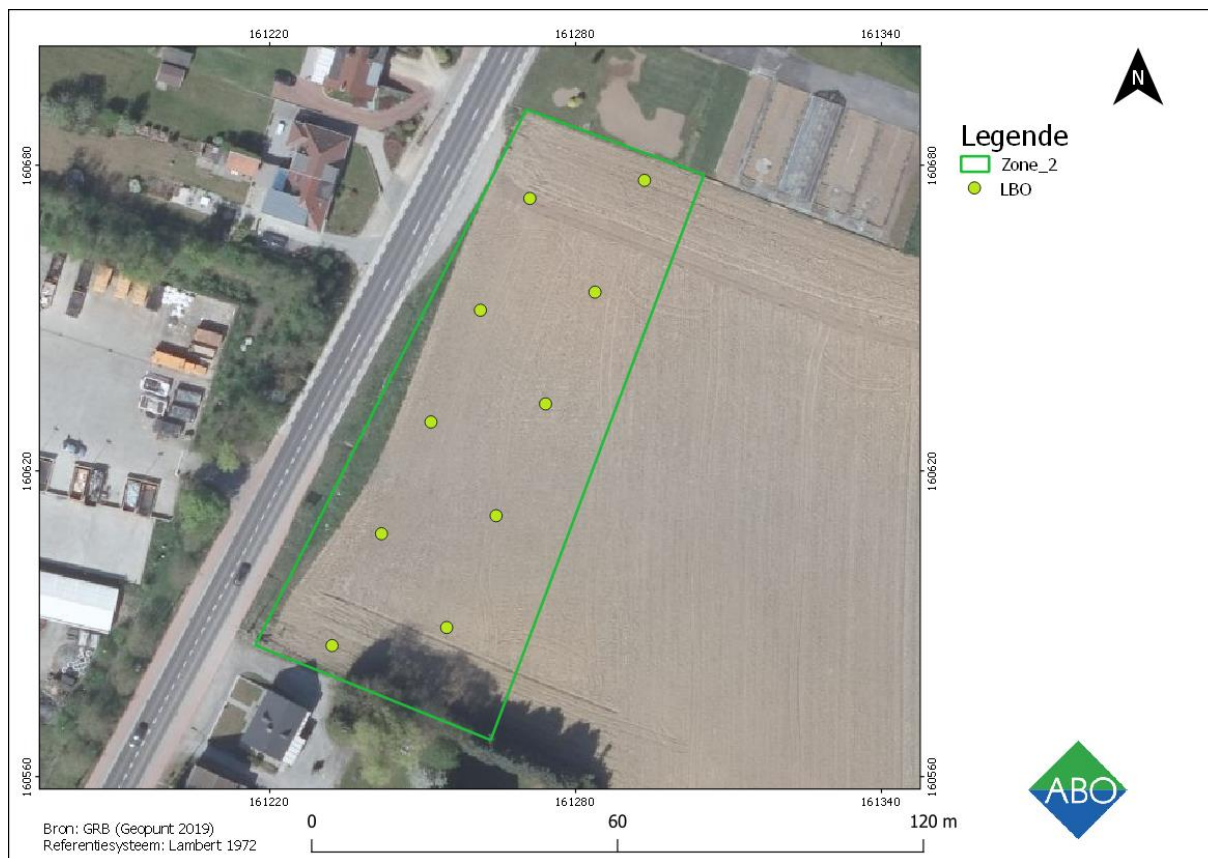 161220 161280 161340
N
Legende
Zone_2
LBO
160680 160680
160620 160620
160560 160560
161220 161280 161340
ABO
Bron: GRB (Geopunt 2019)
Referentiesysteem: Lambert 1972
0 60 120 m